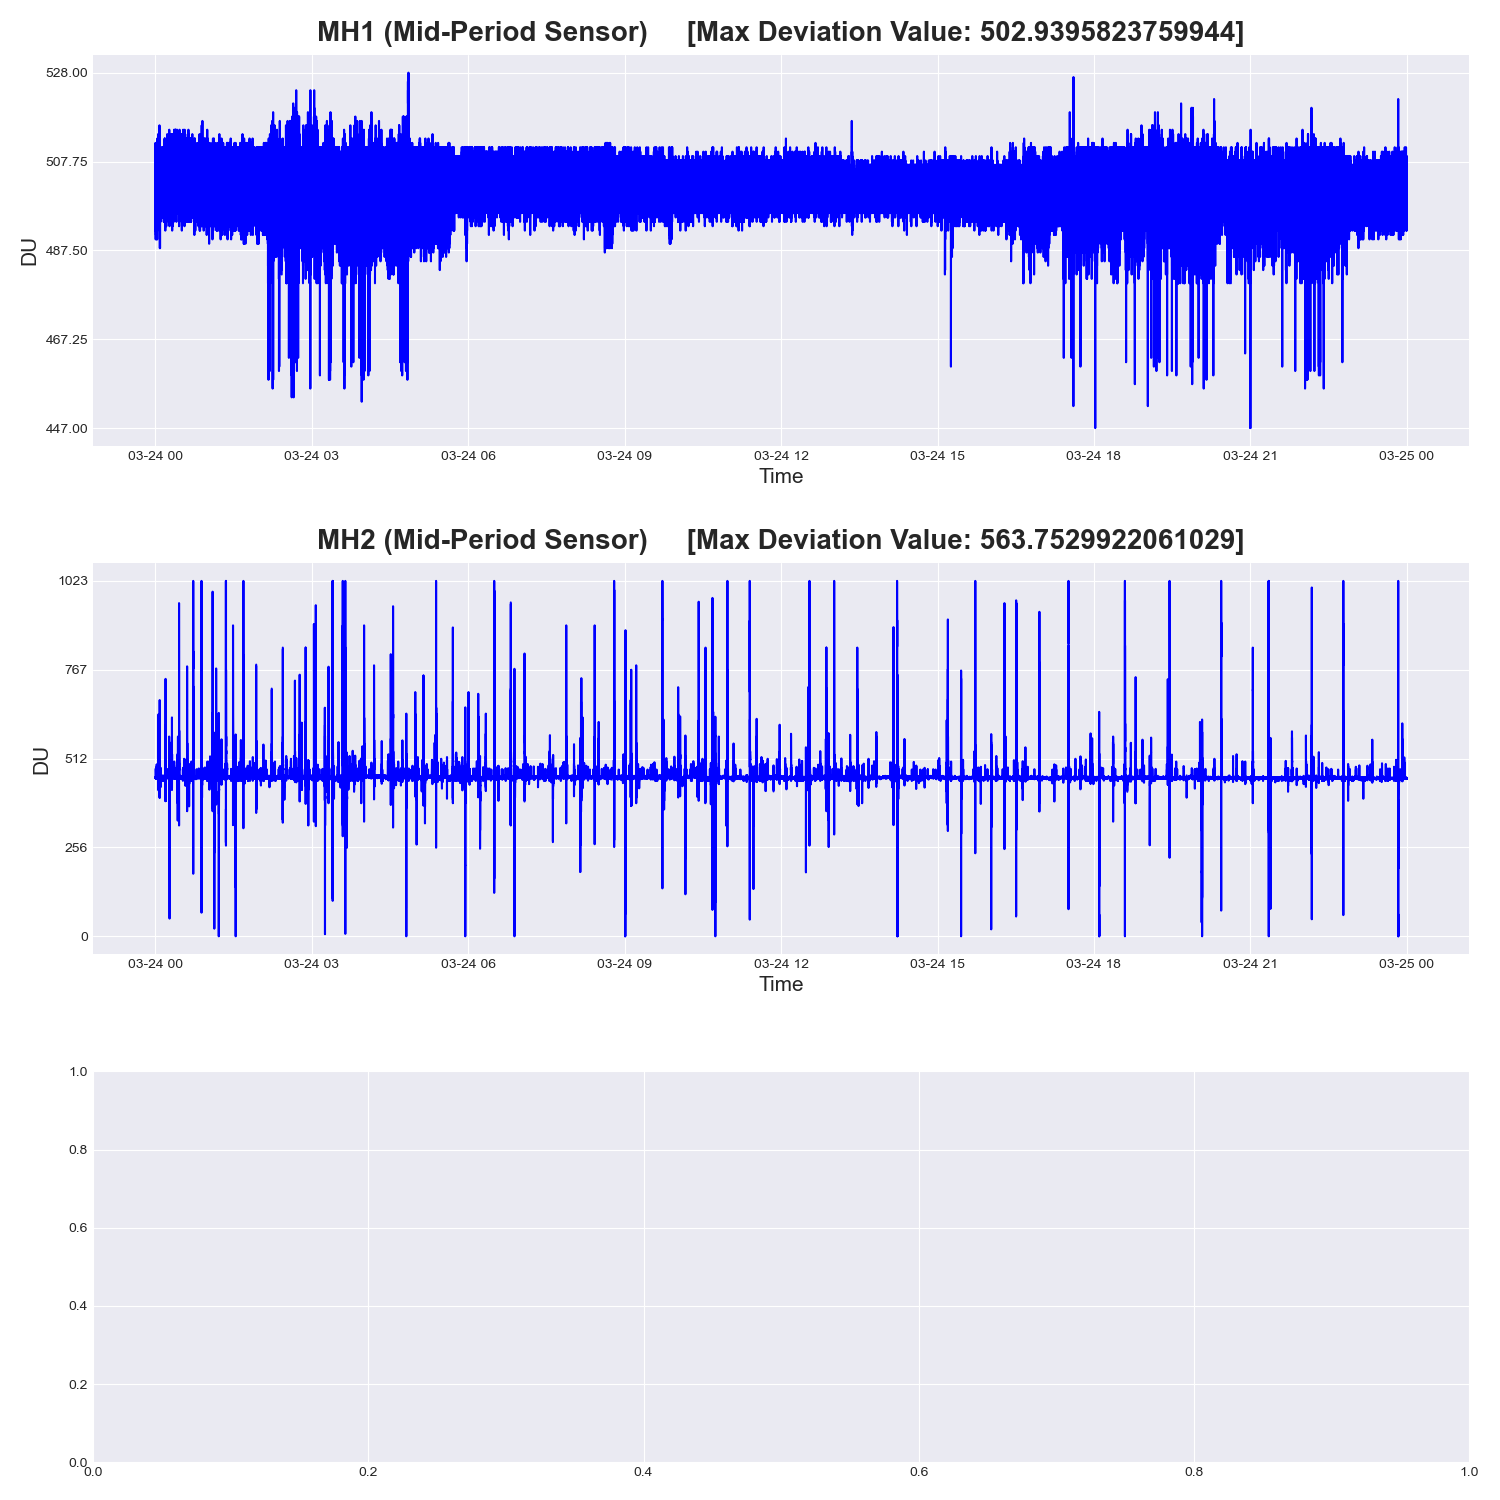 MH1 (Mid-Period Sensor) [Max Deviation Value: 502.9395823759944]
528.00
507.75
487.50
467.25
447.00
DU
03-24 00 03-24 03 03-24 06 03-24 09 03-24 12 03-24 15 03-24 18 03-24 21 03-25 00
Time
MH2 (Mid-Period Sensor) [Max Deviation Value: 563.7529922061029]
1023
767
512
256
0
DU
03-24 00 03-24 03 03-24 06 03-24 09 03-24 12 03-24 15 03-24 18 03-24 21 03-25 00
Time
1.0
0.8
0.6
0.4
0.2
0.0
0.0 0.2 0.4 0.6 0.8 1.0